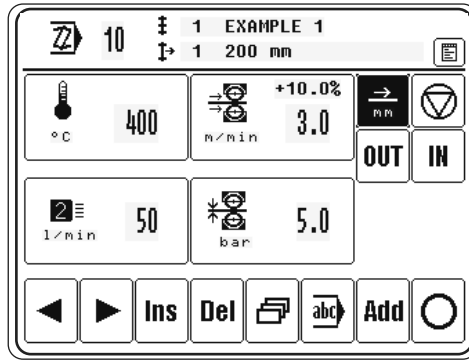 10 1 EXAMPLE 1
1 200 mm
°C 400
m/min +10.0% 3.0
mm
OUT IN
2 l/min 50
bar 5.0
Ins Del abc Add